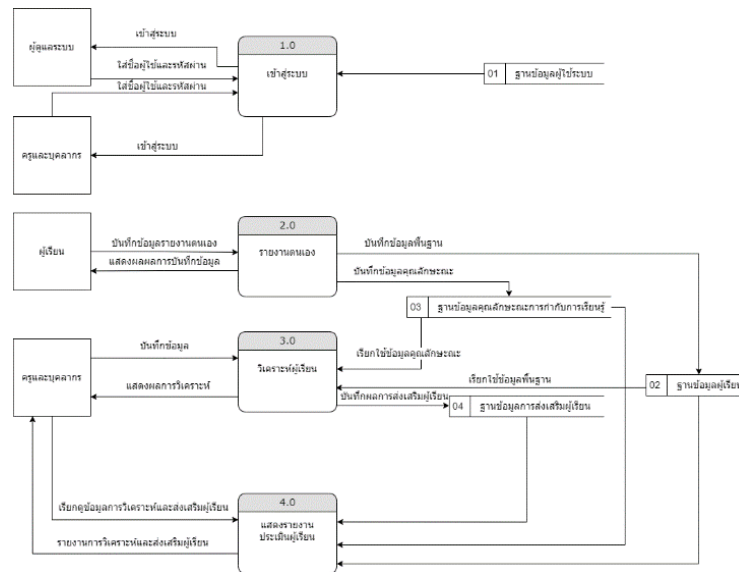 ผู้ดูแลระบบ
เข้าสู่ระบบ
ใส่ชื่อผู้ใช้และรหัสผ่าน
ใส่ชื่อผู้ใช้และรหัสผ่าน
1.0
เข้าสู่ระบบ
01
ฐานข้อมูลผู้ใช้ระบบ
ครูและบุคลากร
เข้าสู่ระบบ
ผู้เรียน
บันทึกข้อมูลรายงานตนเอง
แสดงผลผลการบันทึกข้อมูล
2.0
รายงานตนเอง
บันทึกข้อมูลพื้นฐาน
บันทึกข้อมูลคุณลักษณะ
03
ฐานข้อมูลคุณลักษณะการกำกับการเรียนรู้
ครูและบุคลากร
บันทึกข้อมูล
แสดงผลการวิเคราะห์
3.0
วิเคราะห์ผู้เรียน
เรียกใช้ข้อมูลคุณลักษณะ
เรียกใช้ข้อมูลพื้นฐาน
02
ฐานข้อมูลผู้เรียน
บันทึกผลการส่งเสริมผู้เรียน
04
ฐานข้อมูลการส่งเสริมผู้เรียน
เรียกดูข้อมูลการวิเคราะห์และส่งเสริมผู้เรียน
รายงานการวิเคราะห์และส่งเสริมผู้เรียน
4.0
แสดงรายงาน
ประเมินผู้เรียน